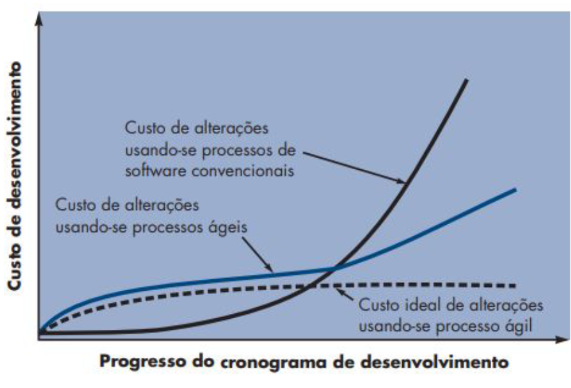 Custo de desenvolvimento
Custo de alterações
usando-se processos de
software convencionais
Custo de alterações
usando-se processos ágeis
Custo ideal de alterações
usando-se processo ágil
Progresso do cronograma de desenvolvimento